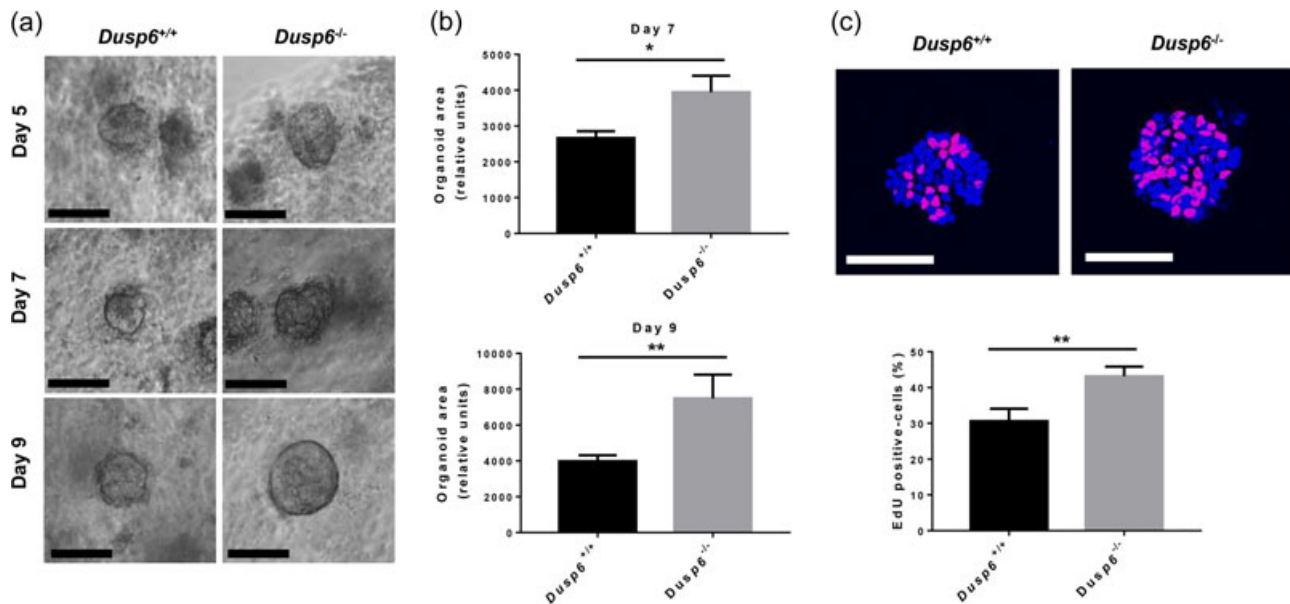 (a)
Dusp6+/+ Dusp6-/-
Day 5
Day 7
Day 9
(b)
Day 7
*
Organoid area
(relative units)
5000
4000
3000
2000
1000
0
Dusp6+/+
Dusp6-/-
Day 9
**
Organoid area
(relative units)
10000
8000
6000
4000
2000
0
Dusp6+/+
Dusp6-/-
(c)
Dusp6+/+ Dusp6-/-
**
EdU positive-cells (%)
50
40
30
20
10
0
Dusp6+/+
Dusp6-/-